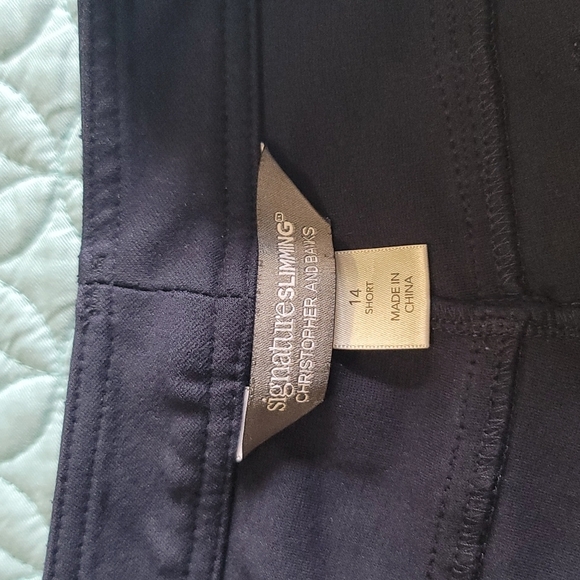 signatureSLIMMING®
CHRISTOPHER AND BANKS
14
SHORT
MADE IN
CHINA